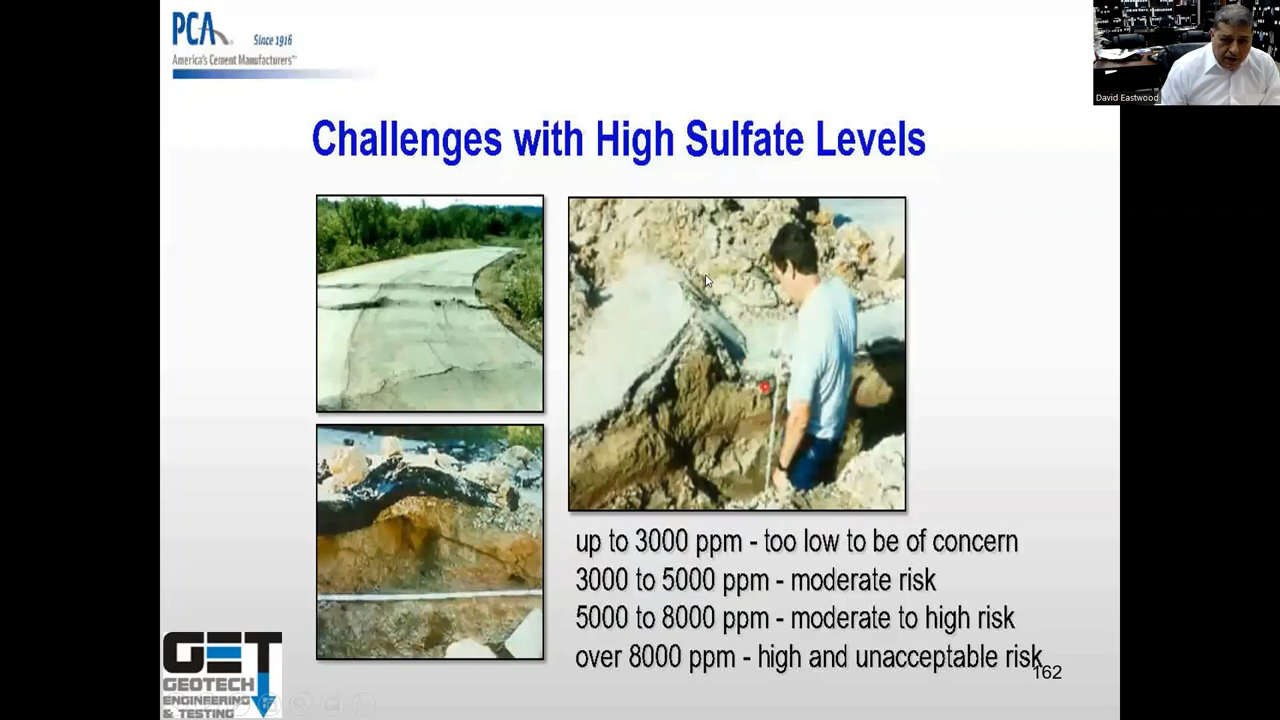 PCA
Since 1916
America's Cement Manufacturers™
David Eastwood
Challenges with High Sulfate Levels
up to 3000 ppm - too low to be of concern
3000 to 5000 ppm - moderate risk
5000 to 8000 ppm - moderate to high risk
over 8000 ppm - high and unacceptable risk
162
GET
GEOTECH
ENGINEERING
& TESTING